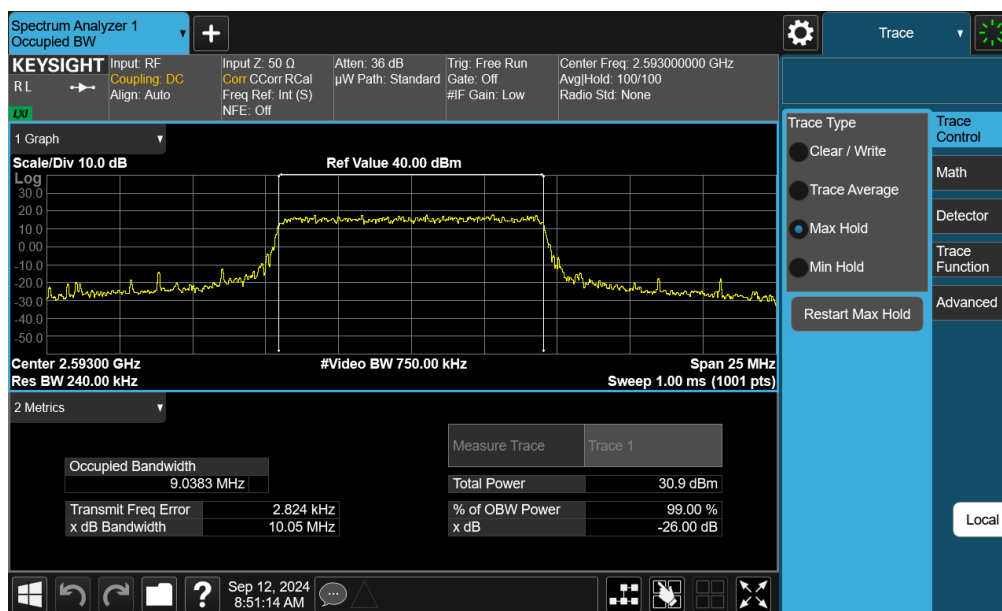 Spectrum Analyzer 1
Occupied BW
+
Trace
KEYSIGHT
R L
LXI
Input: RF
Coupling: DC
Align: Auto
Input Z: 50 Ω
Corr CCorr RCal
Freq Ref: Int (S)
NFE: Off
Atten: 36 dB
µW Path: Standard
Trig: Free Run
Gate: Off
#IF Gain: Low
Center Freq: 2.593000000 GHz
Avg|Hold: 100/100
Radio Std: None
1 Graph
Scale/Div 10.0 dB
Ref Value 40.00 dBm
Log
30.0
20.0
10.0
0.00
-10.0
-20.0
-30.0
-40.0
-50.0
Center 2.59300 GHz
#Video BW 750.00 kHz
Span 25 MHz
Res BW 240.00 kHz
Sweep 1.00 ms (1001 pts)
2 Metrics
Measure Trace
Trace 1
Occupied Bandwidth
9.0383 MHz
Total Power
30.9 dBm
Transmit Freq Error
2.824 kHz
% of OBW Power
99.00 %
x dB Bandwidth
10.05 MHz
x dB
-26.00 dB
Trace Type
Clear / Write
Trace Average
Max Hold
Min Hold
Restart Max Hold
Trace
Control
Math
Detector
Trace
Function
Advanced
Local
?
Sep 12, 2024
8:51:14 AM